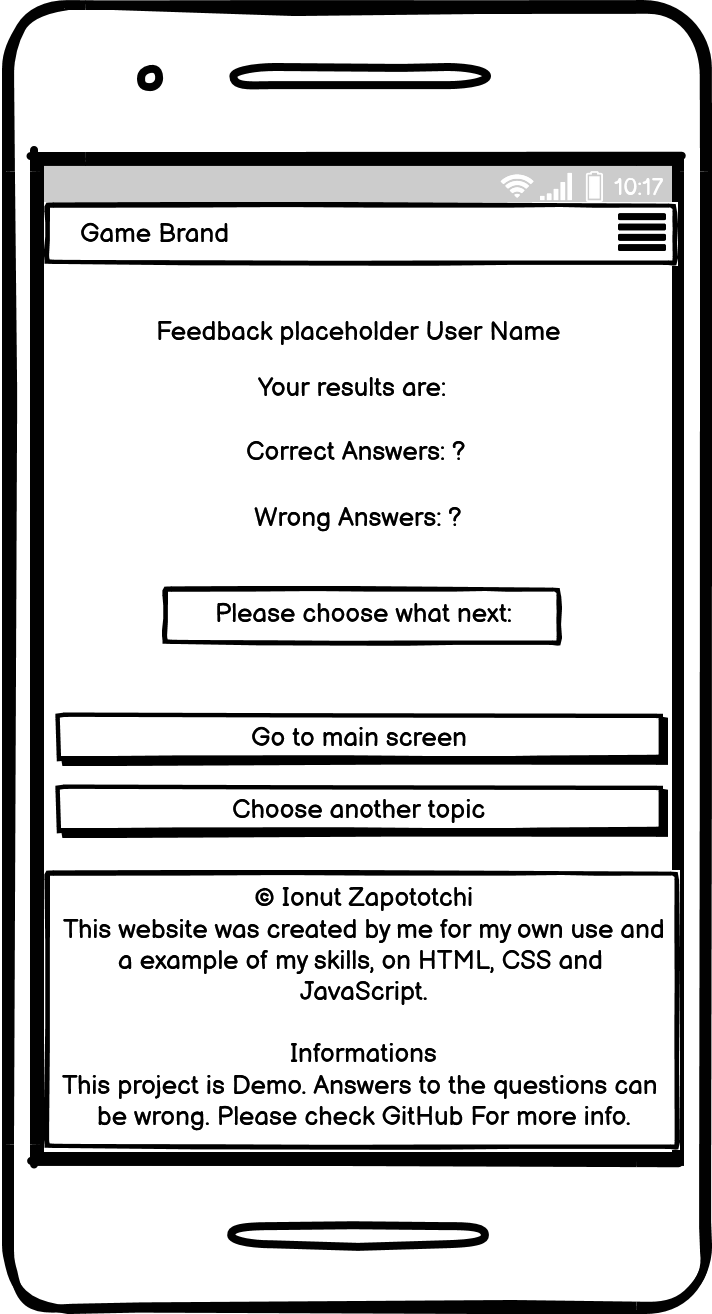 10:17
Game Brand
Feedback placeholder User Name
Your results are:
Correct Answers: ?
Wrong Answers: ?
Please choose what next:
Go to main screen
Choose another topic
© Ionut Zapototchi
This website was created by me for my own use and
a example of my skills, on HTML, CSS and
JavaScript.
Informations
This project is Demo. Answers to the questions can
be wrong. Please check GitHub For more info.